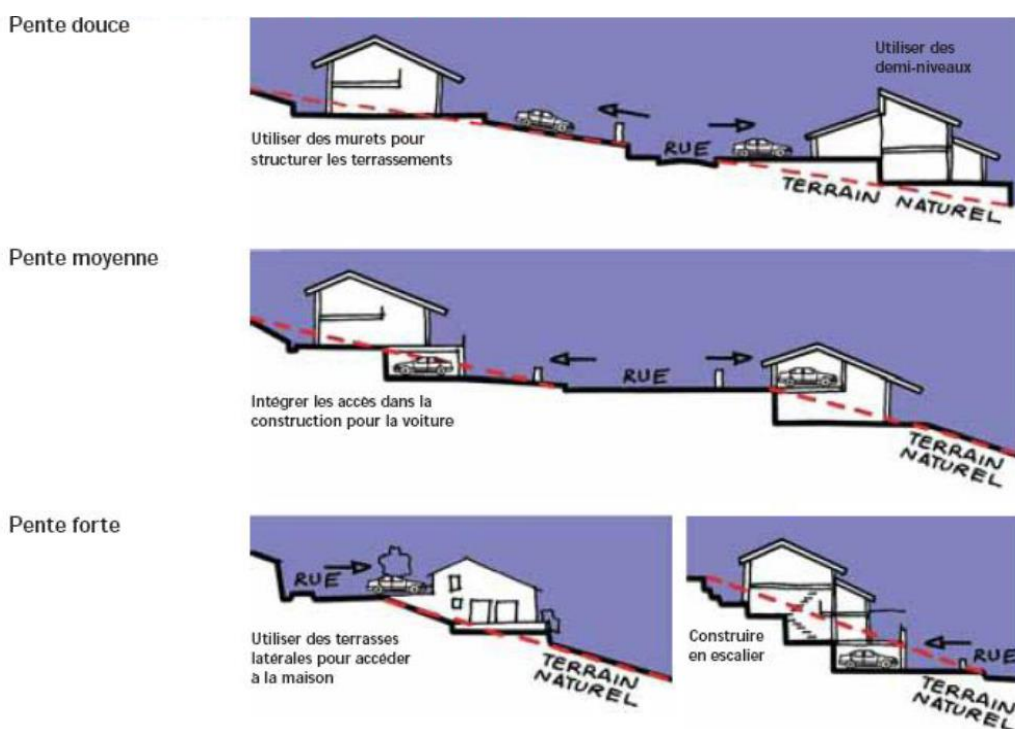 Pente douce
Utiliser des
demi-niveaux
Utiliser des murets pour
structurer les terrassements
RUE
TERRAIN NATUREL
Pente moyenne
RUE
Intégrer les accès dans la
construction pour la voiture
TERRAIN
NATUREL
Pente forte
RUE
Utiliser des terrasses
latérales pour accéder
à la maison
TERRAIN
NATUREL
Construire
en escalier
RUE
TERRAIN
NATUREL